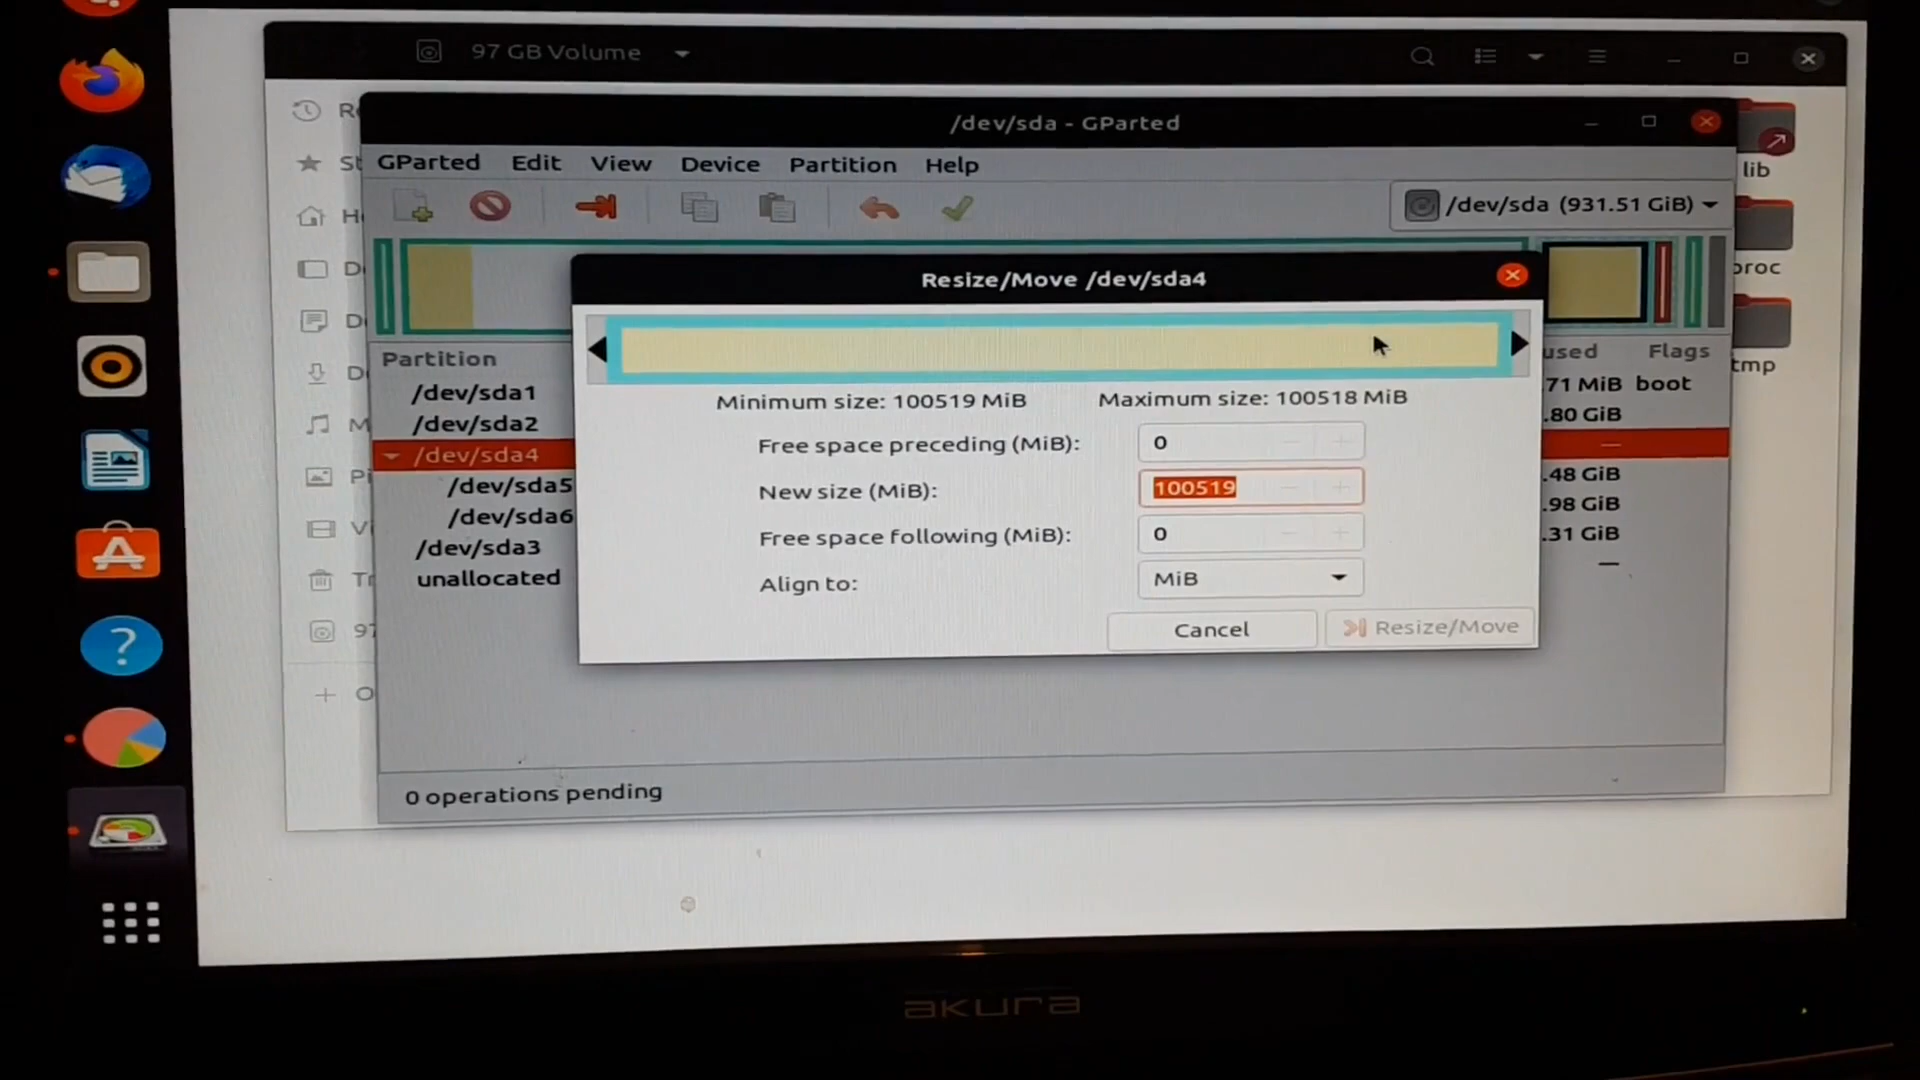 97 GB Volume
/dev/sda - GParted
GParted Edit View Device Partition Help
lib
/dev/sda (931.51 GiB)
proc
Resize/Move /dev/sda4
Partition
used Flags
tmp
/dev/sda1
.71 MiB boot
/dev/sda2
.80 GiB
/dev/sda4
—
/dev/sda5
.48 GiB
/dev/sda6
.98 GiB
/dev/sda3
.31 GiB
unallocated
—
Minimum size: 100519 MiB Maximum size: 100518 MiB
Free space preceding (MiB): 0
New size (MiB): 100519
Free space following (MiB): 0
Align to: MiB
Cancel Resize/Move
97
0 operations pending
akura